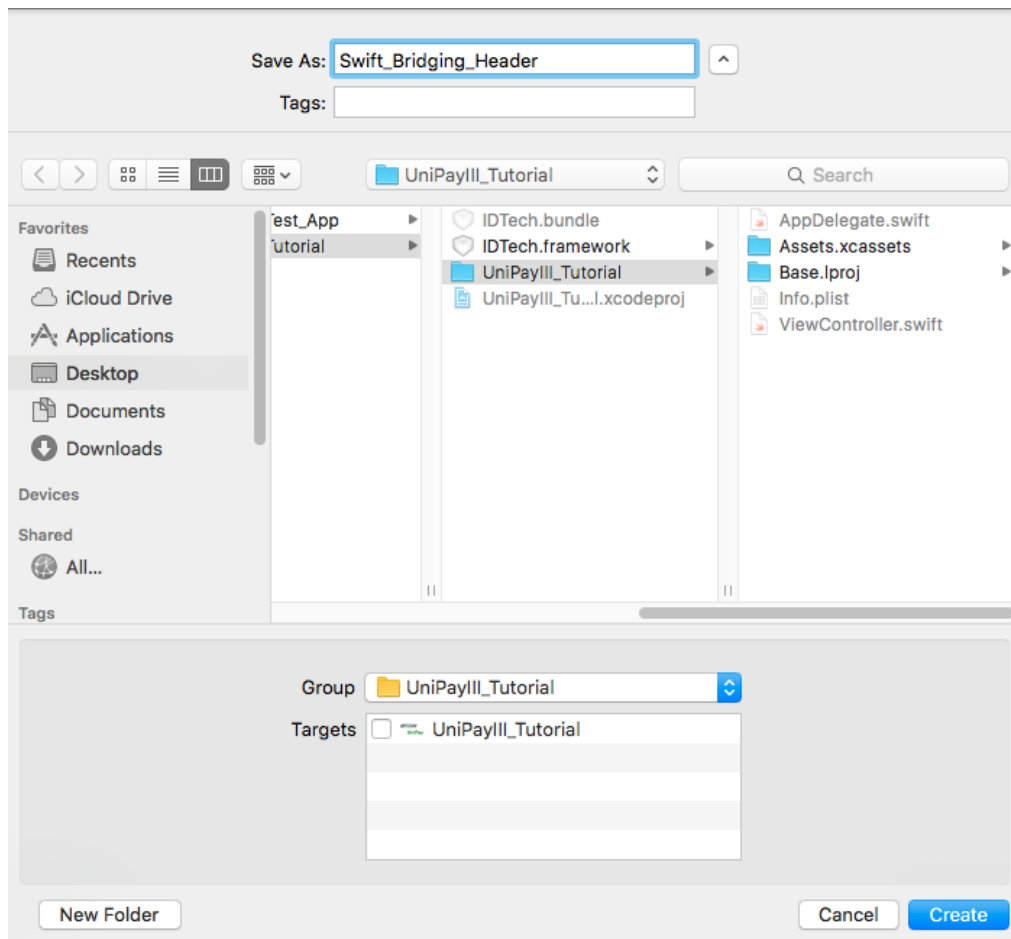 Save As: Swift_Bridging_Header
Tags:
UniPayIII_Tutorial
Search
Favorites
Recents
iCloud Drive
Applications
Desktop
Documents
Downloads
Devices
Shared
All...
Tags
Test_App
Tutorial
IDTech.bundle
IDTech.framework
UniPayIII_Tutorial
UniPayIII_Tu...l.xcodeproj
AppDelegate.swift
Assets.xcassets
Base.lproj
Info.plist
ViewController.swift
Group UniPayIII_Tutorial
Targets UniPayIII_Tutorial
New Folder
Cancel
Create